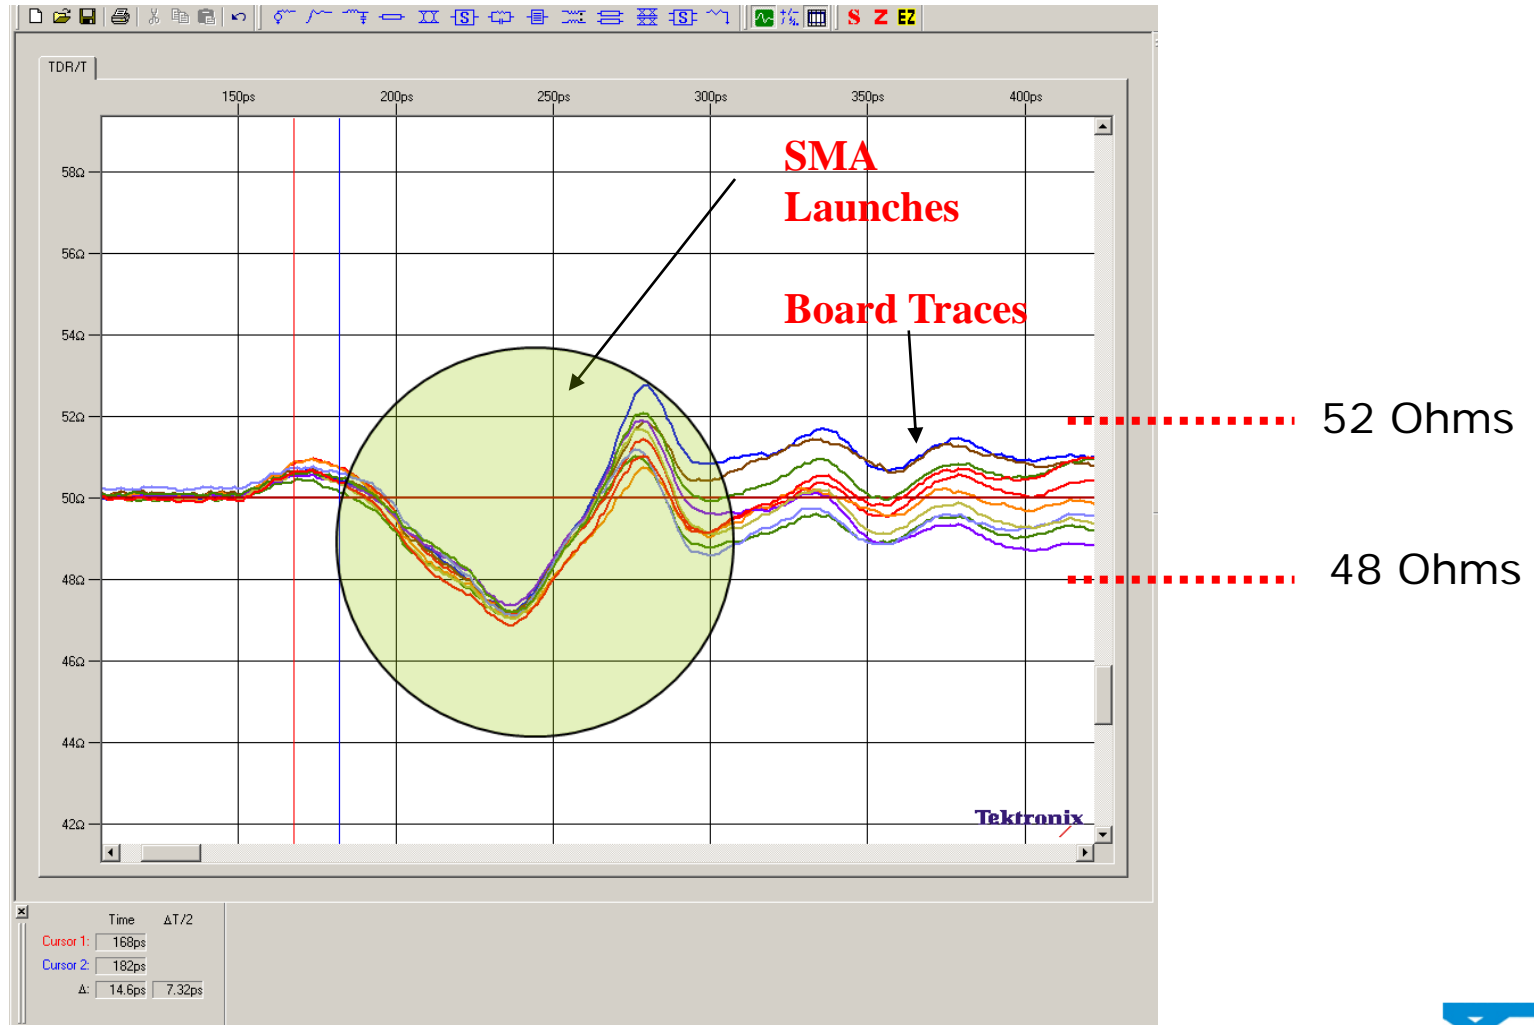 S Z EZ
TDR/T
150ps 200ps 250ps 300ps 350ps 400ps
58Ω
56Ω
54Ω
52Ω
50Ω
48Ω
46Ω
44Ω
42Ω
SMA
Launches
Board Traces
52 Ohms
48 Ohms
Tektronix
Time ΔT/2
Cursor 1: 168ps
Cursor 2: 182ps
Δ: 14.6ps 7.32ps